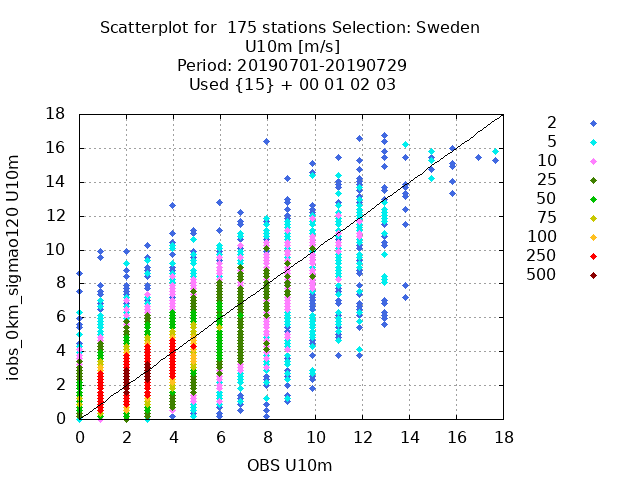 Scatterplot for  175 stations Selection: Sweden
U10m [m/s]
Period: 20190701-20190729
Used {15} + 00 01 02 03
iobs_0km_sigmao120 U10m
18
16
14
12
10
8
6
4
2
0
0 2 4 6 8 10 12 14 16 18
OBS U10m
2
5
10
25
50
75
100
250
500